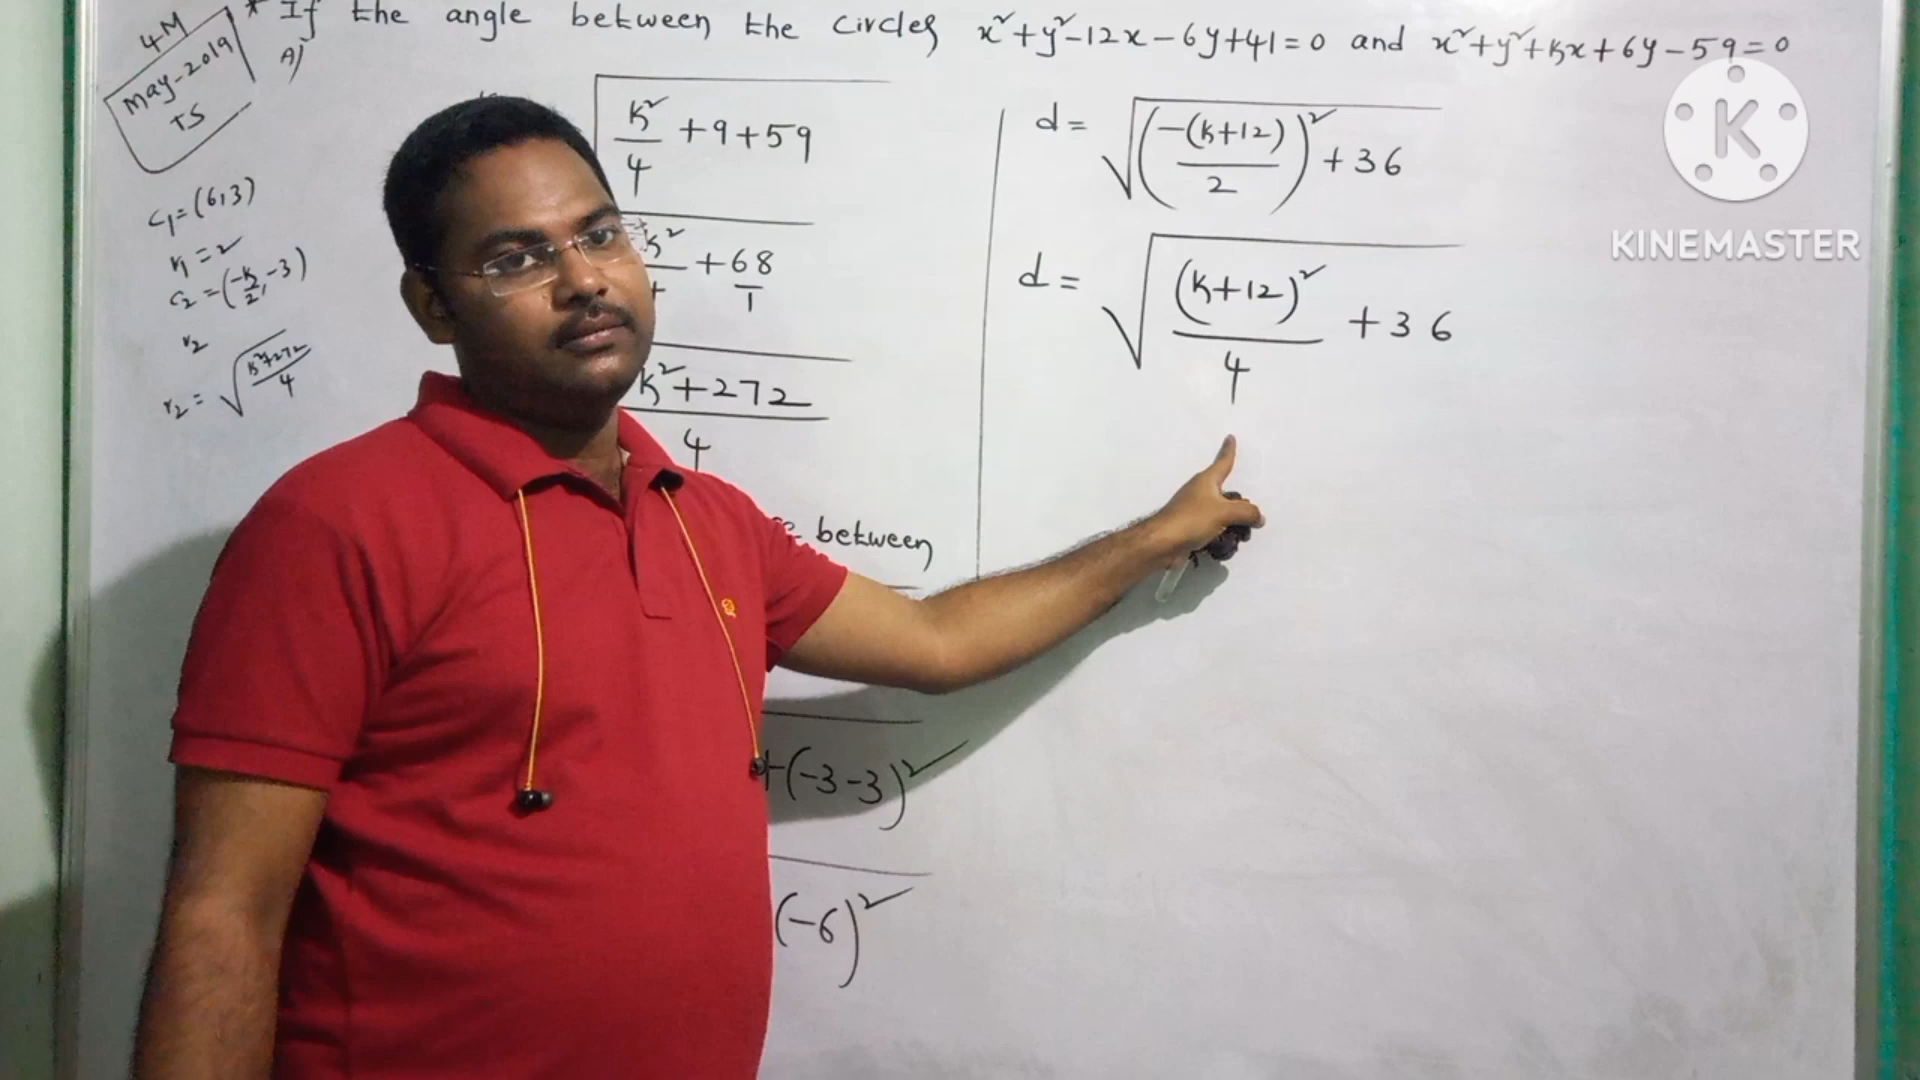 * If the angle between the circles x²+y²-12x-6y+41=0 and x²+y²+kx+6y-59=0
4M
May-2019
TS
A)
C₁=(6,3)
r₁=2
C₂=(-k/2,-3)
r₂
r₂=√((k²+272)/4)
√(k²/4+9+59)
k² +68/1
k²+272
4
between
+(-3-3)²
(-6)²
d=√((-(k+12)/2)²+36)
d=√((k+12)²/4+36)
K
KINEMASTER